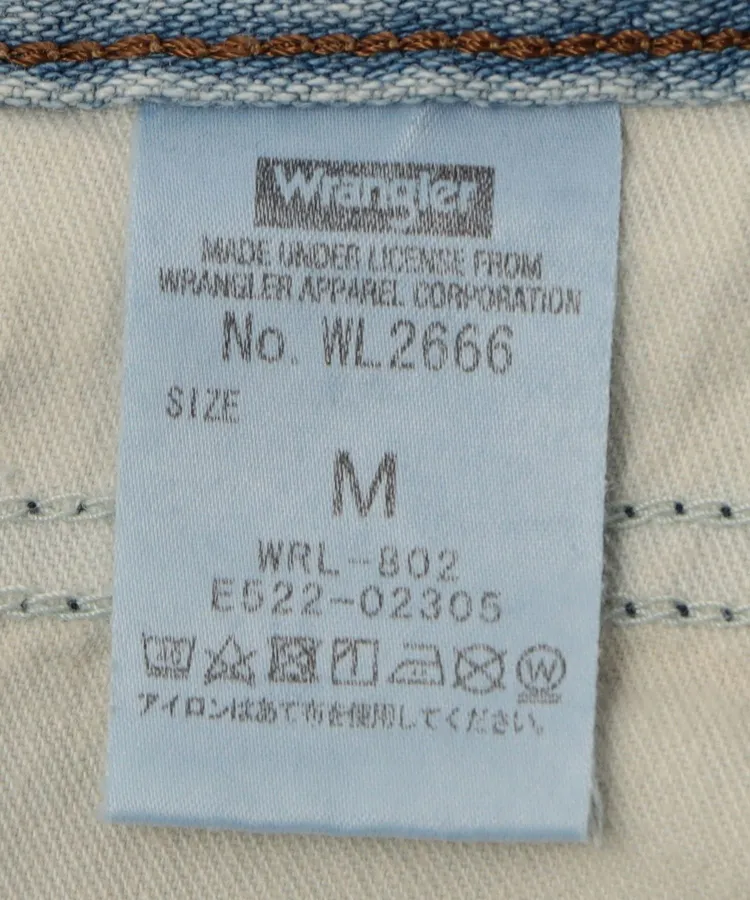 Wrangler
MADE UNDER LICENSE FROM
WRANGLER APPAREL CORPORATION
No. WL2666
SIZE
M
WRL-802
E522-02305
40
W
アイロンはあて布を使用してください。